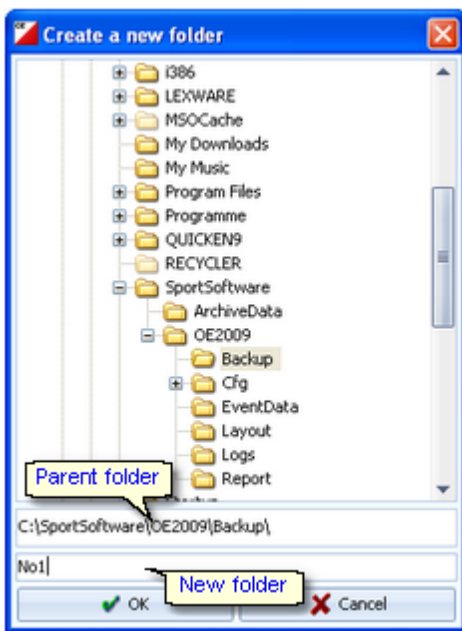 OE
Create a new folder
i386
LEXWARE
MSOCache
My Downloads
My Music
Program Files
Programme
QUICKEN9
RECYCLER
SportSoftware
ArchiveData
OE2009
Backup
Cfg
EventData
Layout
Logs
Report
Parent folder
C:\SportSoftware\OE2009\Backup\
No1
New folder
OK
Cancel